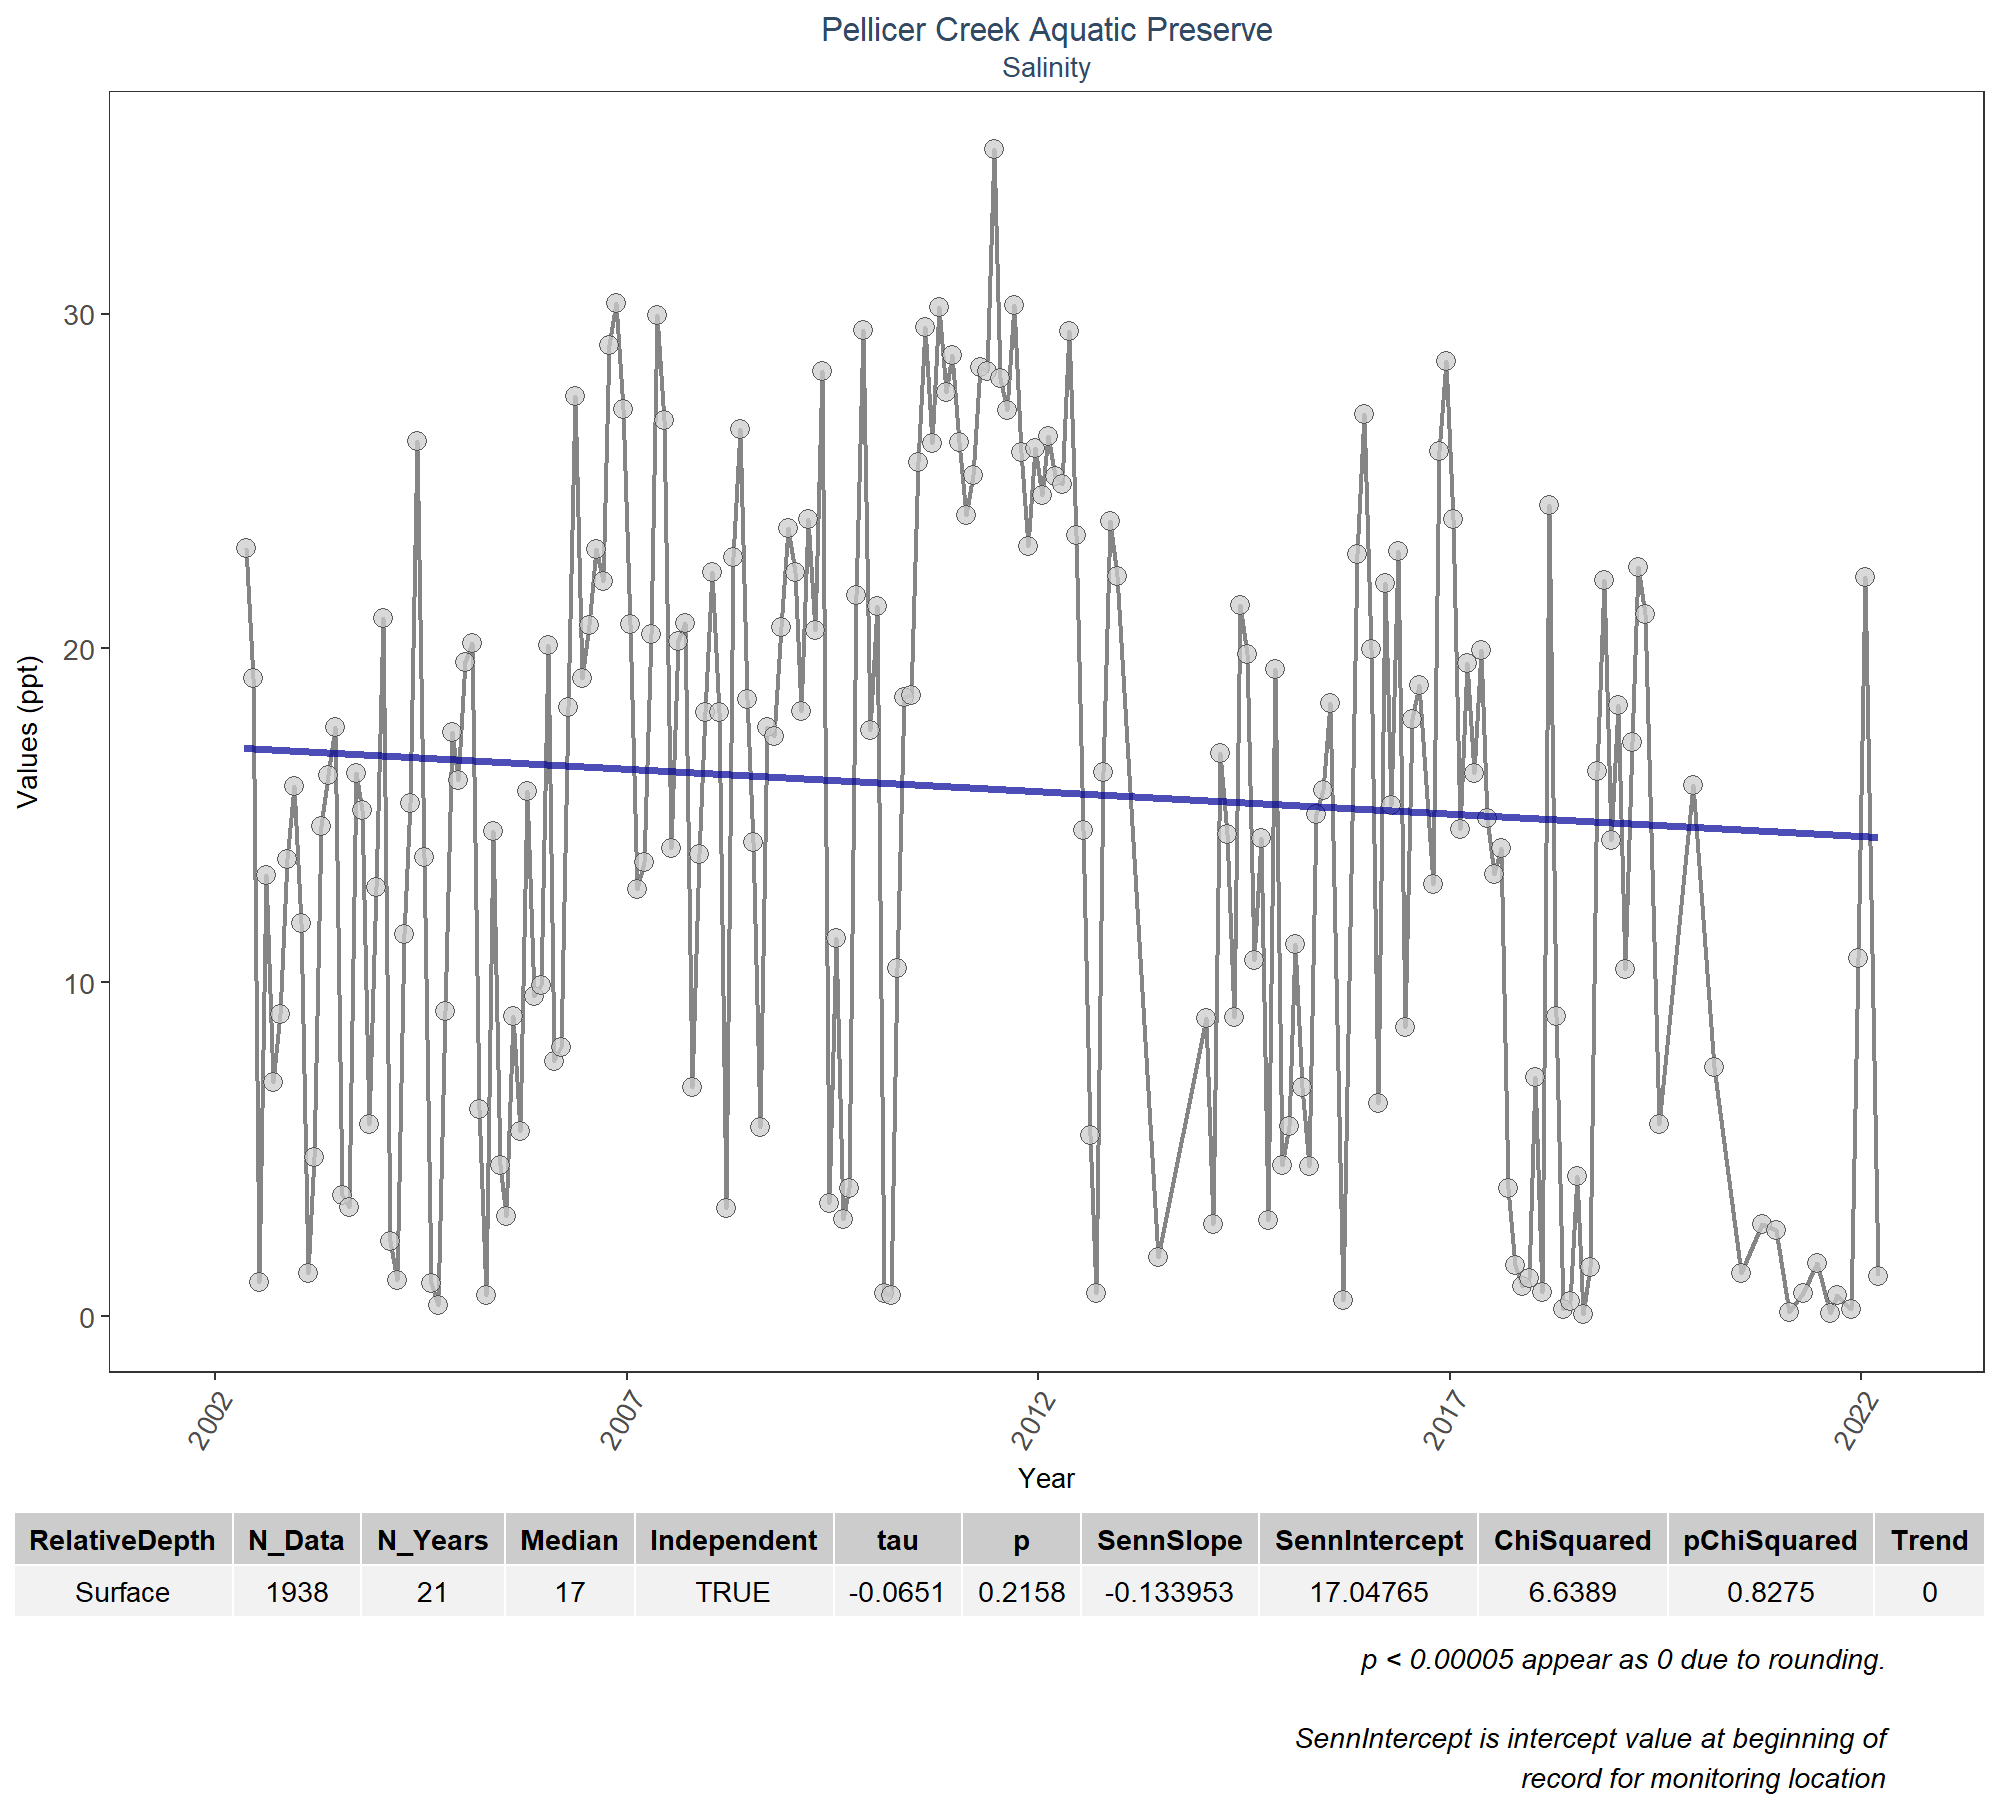 Pellicer Creek Aquatic Preserve
Salinity
Values (ppt)
30
20
10
0
2002 2007 2012 2017 2022
Year
RelativeDepth N_Data N_Years Median Independent tau p SennSlope SennIntercept ChiSquared pChiSquared Trend
Surface 1938 21 17 TRUE -0.0651 0.2158 -0.133953 17.04765 6.6389 0.8275 0
p < 0.00005 appear as 0 due to rounding.
SennIntercept is intercept value at beginning of
record for monitoring location